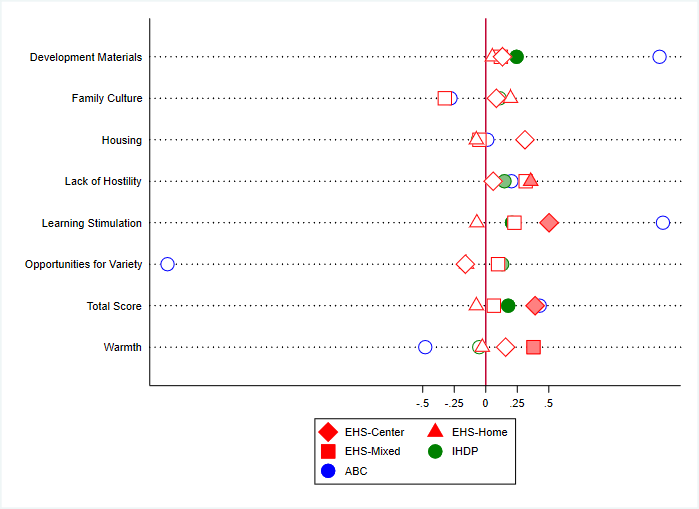 Development Materials
Family Culture
Housing
Lack of Hostility
Learning Stimulation
Opportunities for Variety
Total Score
Warmth
-.5 -.25 0 .25 .5
EHS-Center EHS-Home
EHS-Mixed IHDP
ABC